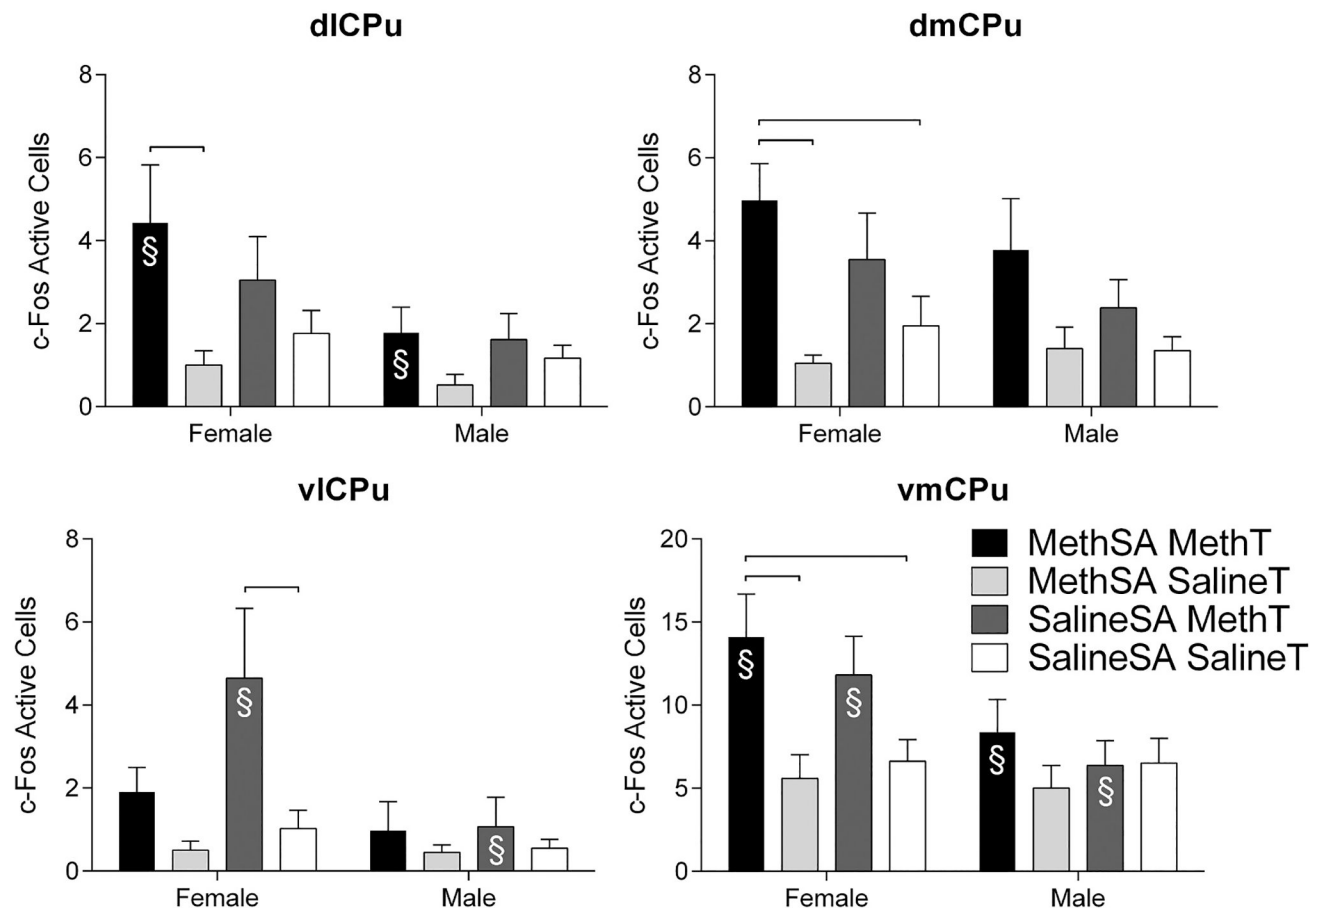 dlCPu
c-Fos Active Cells
8
6
4
2
0
§
§
Female
Male
dmCPu
c-Fos Active Cells
8
6
4
2
0
Female
Male
vlCPu
c-Fos Active Cells
8
6
4
2
0
§
§
Female
Male
vmCPu
c-Fos Active Cells
20
15
10
5
0
§
§
§
§
Female
Male
MethSA MethT
MethSA SalineT
SalineSA MethT
SalineSA SalineT